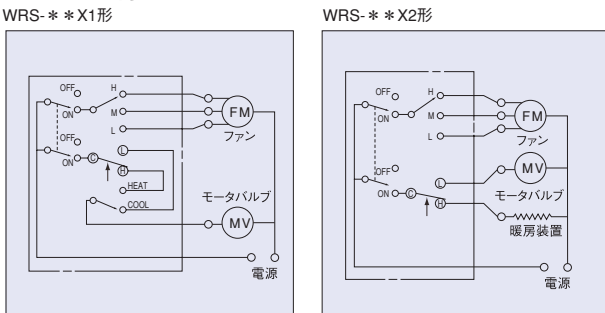 WRS-＊＊X1形
OFF
ON
H
M
L
FM
ファン
OFF
ON
C
L
H
HEAT
COOL
モータバルブ
MV
電源
WRS-＊＊X2形
OFF
ON
H
M
L
FM
ファン
OFF
ON
C
L
H
MV
モータバルブ
暖房装置
電源